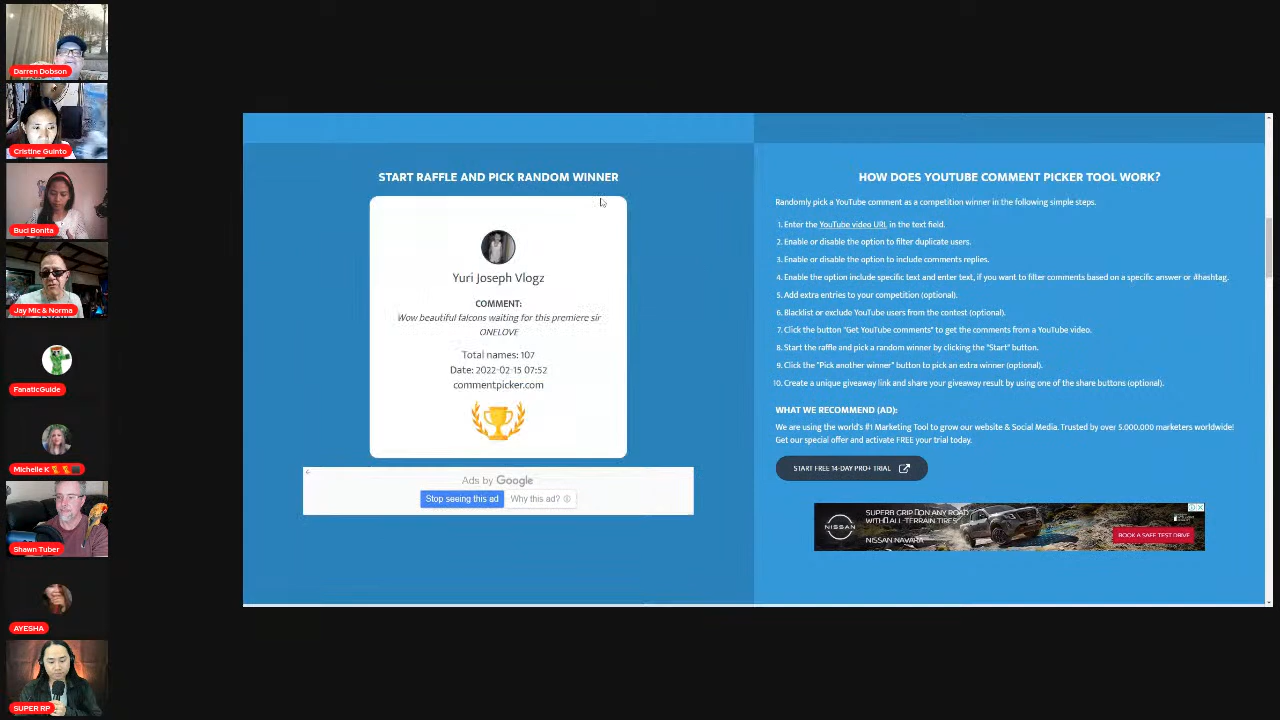 Darren Dobson
Cristine Guinto
Buci Bonita
Jay Mic & Norma
FanaticGuide
Michelle K
Shawn Tuber
AYESHA
SUPER RP
START RAFFLE AND PICK RANDOM WINNER
Yuri Joseph Vlogz
COMMENT:
Wow beautiful falcons waiting for this premiere sir
ONELOVE
Total names: 107
Date: 2022-02-15 07:52
commentpicker.com
Ads by Google
Stop seeing this ad
Why this ad?
HOW DOES YOUTUBE COMMENT PICKER TOOL WORK?
Randomly pick a YouTube comment as a competition winner in the following simple steps.
1. Enter the YouTube video URL in the text field.
2. Enable or disable the option to filter duplicate users.
3. Enable or disable the option to include comments replies.
4. Enable the option include specific text and enter text, if you want to filter comments based on a specific answer or #hashtag.
5. Add extra entries to your competition (optional).
6. Blacklist or exclude YouTube users from the contest (optional).
7. Click the button "Get YouTube comments" to get the comments from a YouTube video.
8. Start the raffle and pick a random winner by clicking the "Start" button.
9. Click the "Pick another winner" button to pick an extra winner (optional).
10. Create a unique giveaway link and share your giveaway result by using one of the share buttons (optional).
WHAT WE RECOMMEND (AD):
We are using the world's #1 Marketing Tool to grow our website & Social Media. Trusted by over 5.000.000 marketers worldwide!
Get our special offer and activate FREE your trial today.
START FREE 14-DAY PRO+ TRIAL
SUPERB GRIP ON ANY ROAD
WITH ALL-TERRAIN TIRES
NISSAN NAVARA
NISSAN
BOOK A SAFE TEST DRIVE